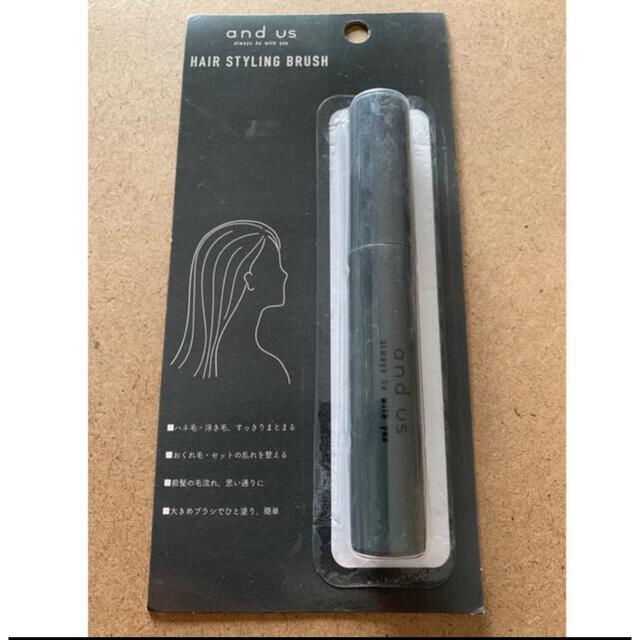 and us
always be with you
HAIR STYLING BRUSH
■ハネ毛・浮き毛、すっきりまとまる
■おくれ毛・セットの乱れを整える
■前髪の毛流れ、思い通りに
■大きめブラシでひと塗り、簡単
and us
always be with you